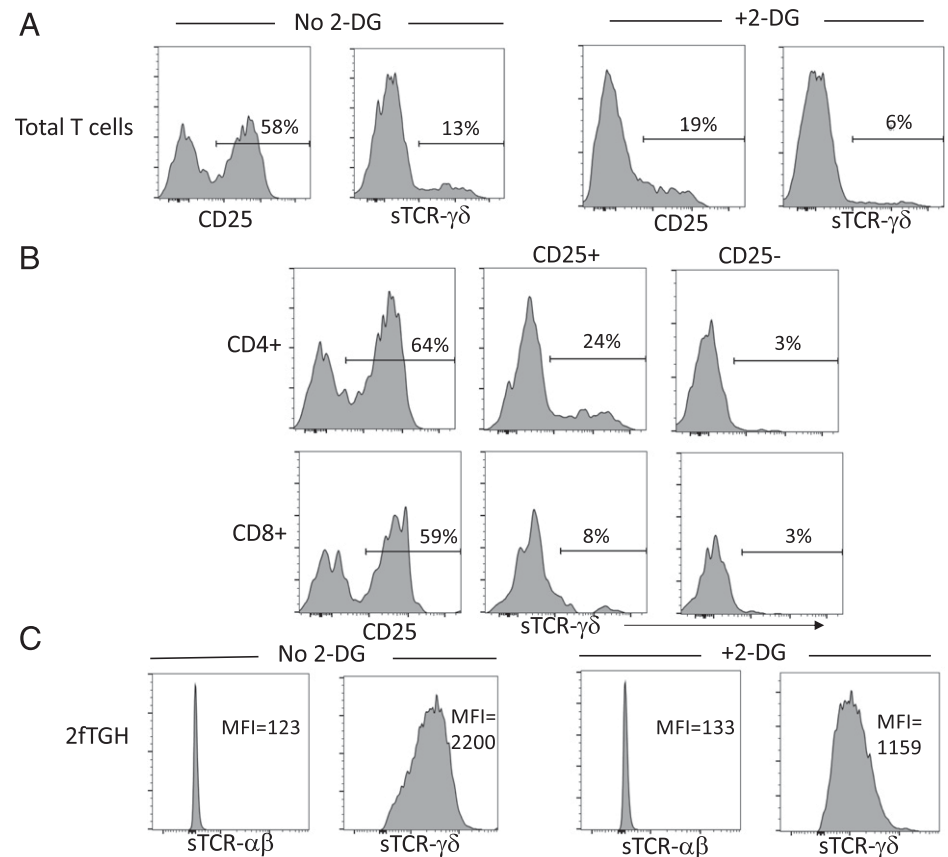 A
No 2-DG
+2-DG
Total T cells
58%
13%
19%
6%
CD25
sTCR-γδ
CD25
sTCR-γδ
B
CD25+
CD25-
CD4+
64%
24%
3%
CD8+
59%
8%
3%
CD25
sTCR-γδ
C
No 2-DG
+2-DG
2fTGH
MFI=123
MFI=
2200
MFI=133
MFI=
1159
sTCR-αβ
sTCR-γδ
sTCR-αβ
sTCR-γδ